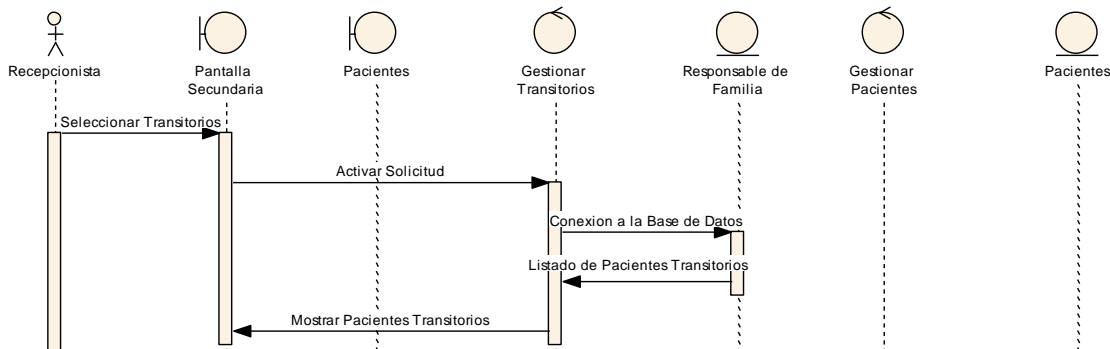 Recepcionista
Pantalla
Secundaria
Pacientes
Gestionar
Transitorios
Responsable de
Familia
Gestionar
Pacientes
Pacientes
Seleccionar Transitorios
Activar Solicitud
Conexion a la Base de Datos
Listado de Pacientes Transitorios
Mostrar Pacientes Transitorios